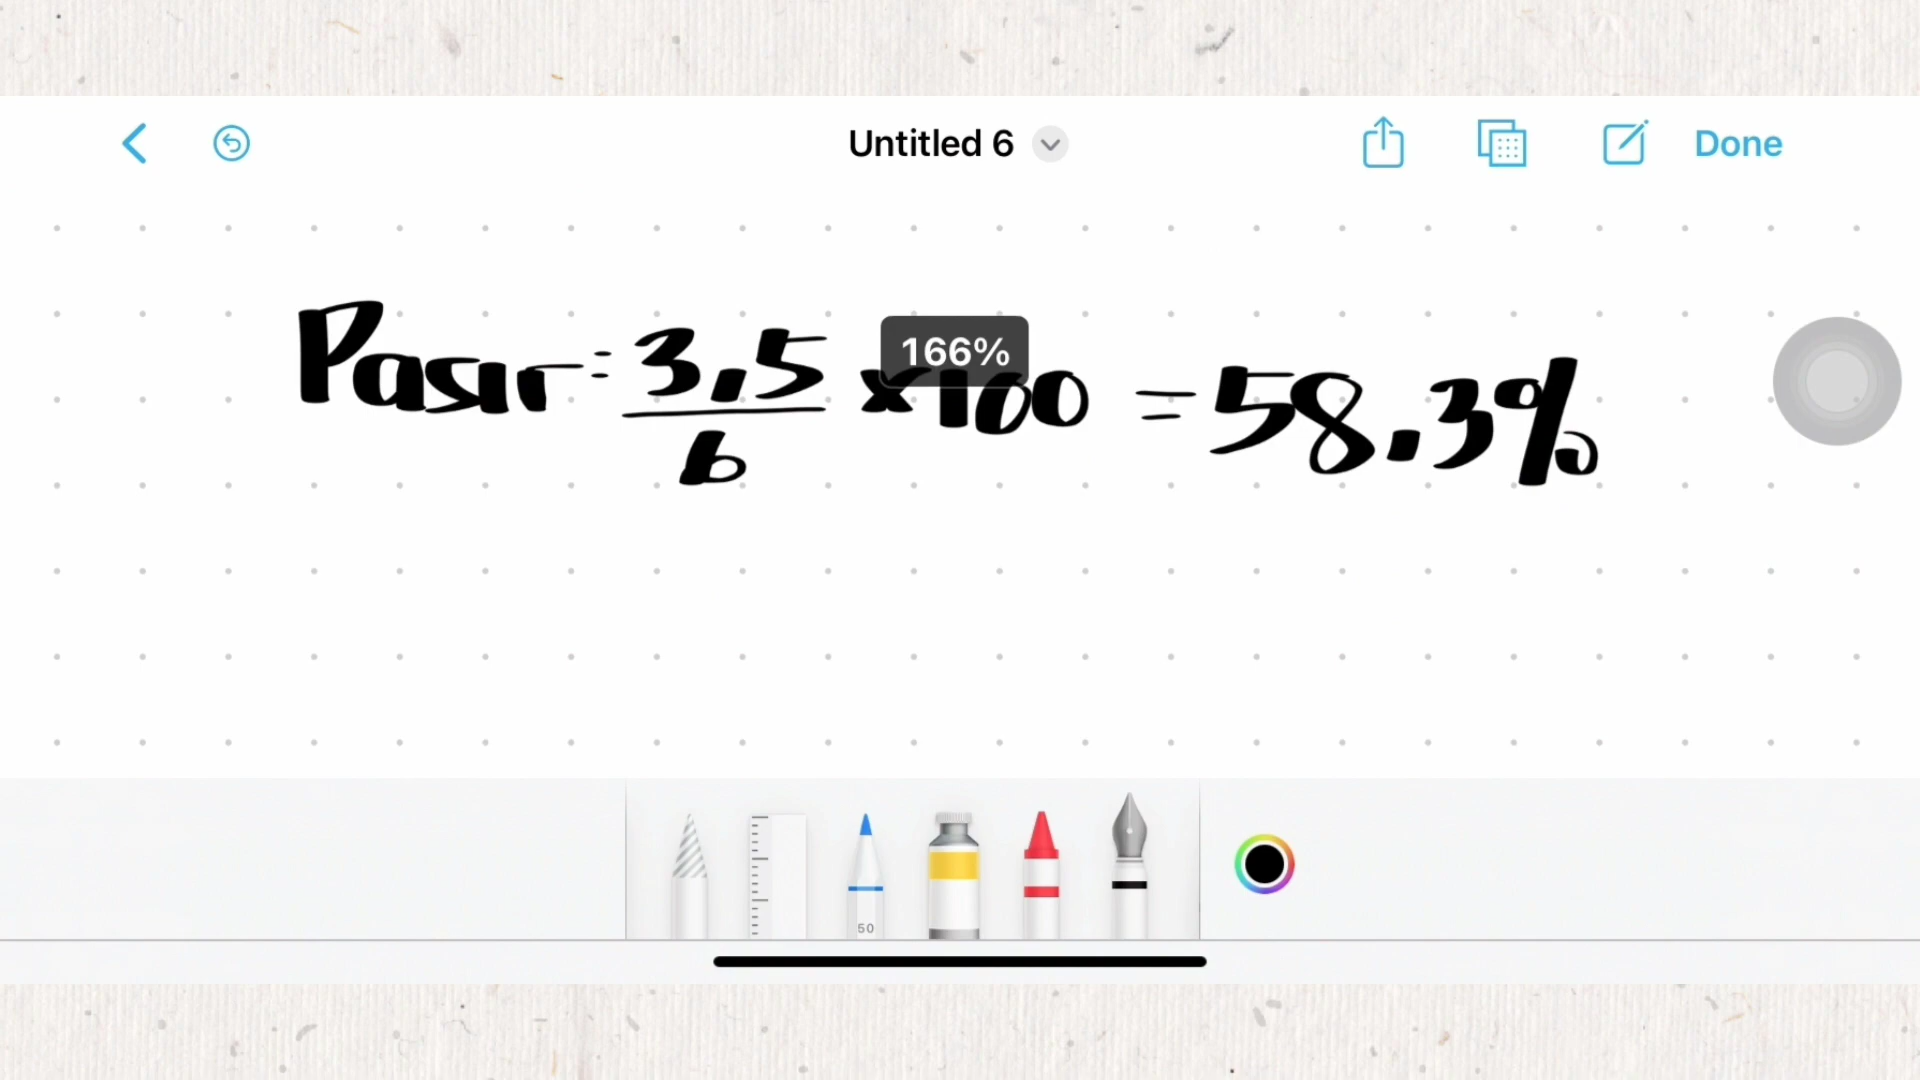 Untitled 6
Done
Pasir = 3,5 x 100 = 58.3%
6
166%
50